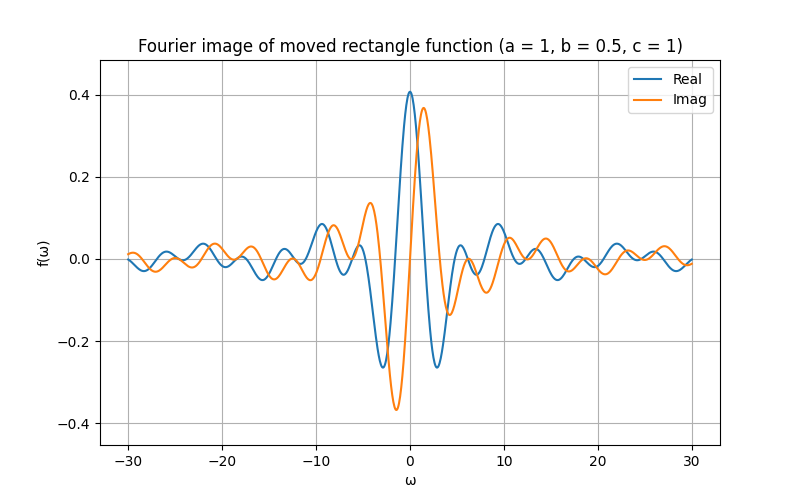 Fourier image of moved rectangle function (a = 1, b = 0.5, c = 1)
Real
Imag
0.4
0.2
0.0
−0.2
−0.4
f(ω)
−30
−20
−10
0
10
20
30
ω